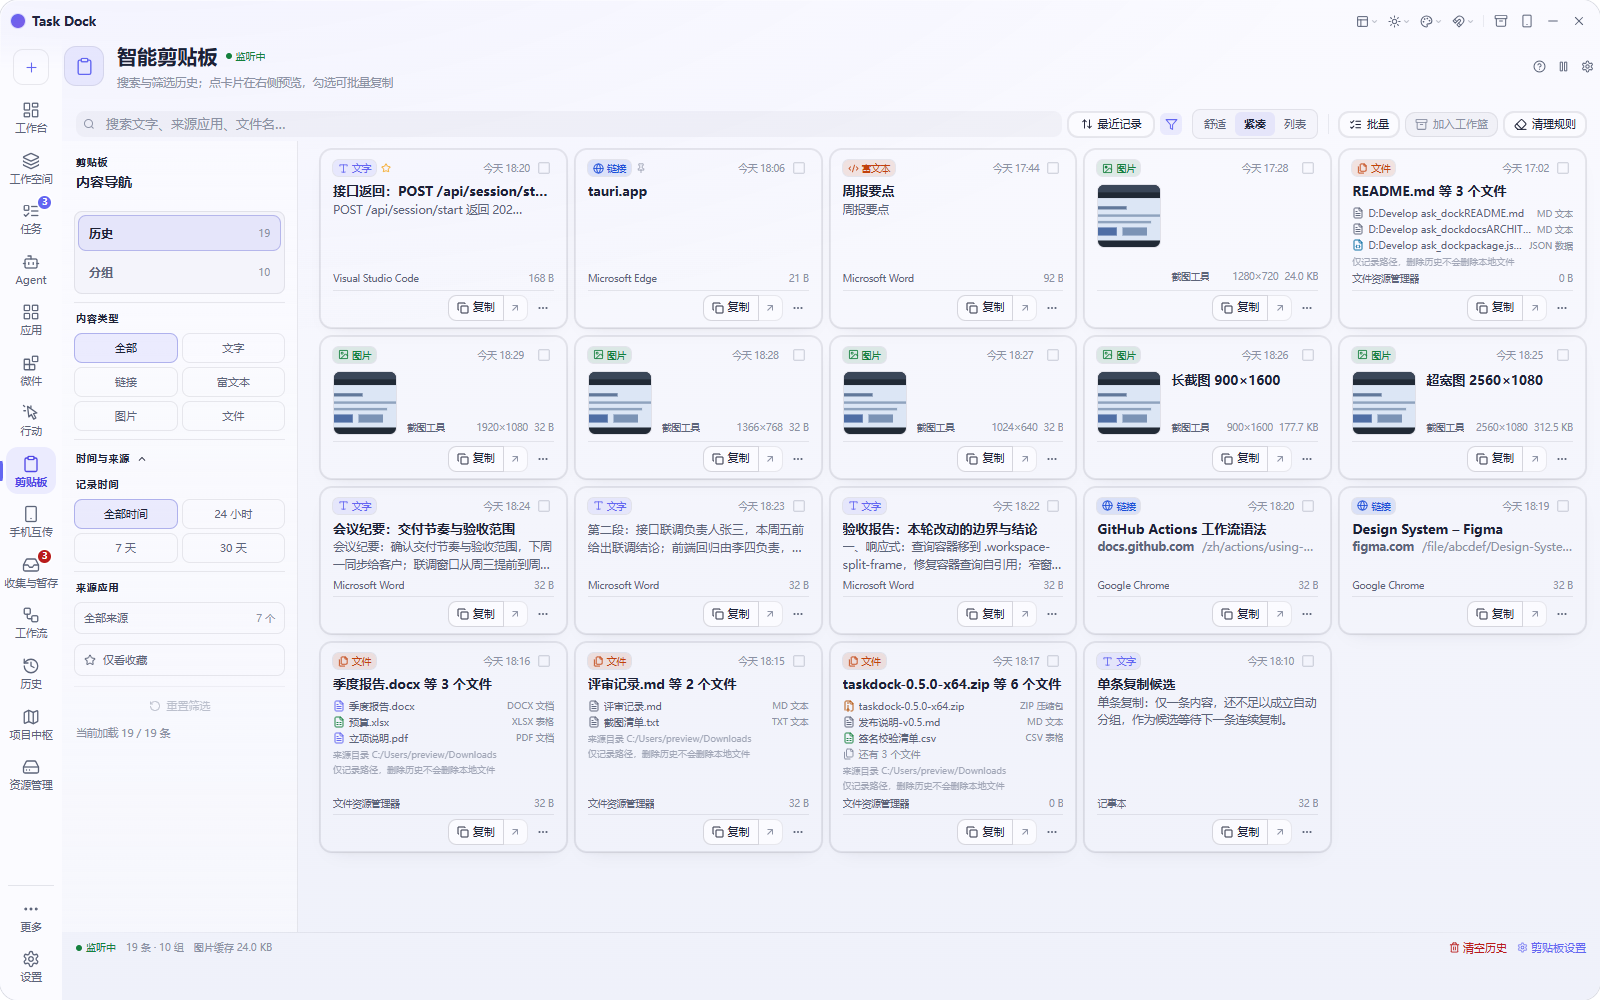 Task Dock
智能剪贴板
监听中
搜索与筛选历史；点卡片在右侧预览，勾选可批量复制
搜索文字、来源应用、文件名...
最近记录
舒适
紧凑
列表
批量
加入工作篮
清理规则
工作台
工作空间
3
任务
Agent
应用
微件
行动
剪贴板
手机互传
3
收集与暂存
工作流
历史
项目中枢
资源管理
更多
设置
剪贴板
内容导航
历史 19
分组 10
内容类型
全部 文字
链接 富文本
图片 文件
时间与来源
记录时间
全部时间 24 小时
7 天 30 天
来源应用
全部来源 7 个
仅看收藏
重置筛选
当前加载 19 / 19 条
文字 今天 18:20
接口返回：POST /api/session/st...
POST /api/session/start 返回 202...
Visual Studio Code 168 B
复制
链接 今天 18:06
tauri.app
Microsoft Edge 21 B
复制
富文本 今天 17:44
周报要点
周报要点
Microsoft Word 92 B
复制
图片 今天 17:28
截图工具 1280×720 24.0 KB
复制
文件 今天 17:02
README.md 等 3 个文件
D:Develop ask_dockREADME.md MD 文本
D:Develop ask_dockdocsARCHIT... MD 文本
D:Develop ask_dockpackage.js... JSON 数据
仅记录路径，删除历史不会删除本地文件
文件资源管理器 0 B
复制
图片 今天 18:29
截图工具 1920×1080 32 B
复制
图片 今天 18:28
截图工具 1366×768 32 B
复制
图片 今天 18:27
截图工具 1024×640 32 B
复制
图片 今天 18:26
长截图 900×1600
截图工具 900×1600 177.7 KB
复制
图片 今天 18:25
超宽图 2560×1080
截图工具 2560×1080 312.5 KB
复制
文字 今天 18:24
会议纪要：交付节奏与验收范围
会议纪要：确认交付节奏与验收范围，下周
一同步给客户；联调窗口从周三提前到周...
Microsoft Word 32 B
复制
文字 今天 18:23
第二段：接口联调负责人张三，本周五前
给出联调结论；前端回归由李四负责，...
Microsoft Word 32 B
复制
文字 今天 18:22
验收报告：本轮改动的边界与结论
一、响应式：查询容器移到 .workspace-
split-frame，修复容器查询自引用；窄窗...
Microsoft Word 32 B
复制
链接 今天 18:20
GitHub Actions 工作流语法
docs.github.com /zh/actions/using-...
Google Chrome 32 B
复制
链接 今天 18:19
Design System – Figma
figma.com /file/abcdef/Design-Syste...
Google Chrome 32 B
复制
文件 今天 18:16
季度报告.docx 等 3 个文件
季度报告.docx DOCX 文档
预算.xlsx XLSX 表格
立项说明.pdf PDF 文档
来源目录 C:/Users/preview/Downloads
仅记录路径，删除历史不会删除本地文件
文件资源管理器 32 B
复制
文件 今天 18:15
评审记录.md 等 2 个文件
评审记录.md MD 文本
截图清单.txt TXT 文本
来源目录 C:/Users/preview/Downloads
仅记录路径，删除历史不会删除本地文件
文件资源管理器 32 B
复制
文件 今天 18:17
taskdock-0.5.0-x64.zip 等 6 个文件
taskdock-0.5.0-x64.zip ZIP 压缩包
发布说明-v0.5.md MD 文本
签名校验清单.csv CSV 表格
还有 3 个文件
来源目录 C:/Users/preview/Downloads
仅记录路径，删除历史不会删除本地文件
文件资源管理器 0 B
复制
文字 今天 18:10
单条复制候选
单条复制：仅一条内容，还不足以成立自动
分组，作为候选等待下一条连续复制。
记事本 32 B
复制
监听中 19 条 · 10 组 图片缓存 24.0 KB
清空历史 剪贴板设置